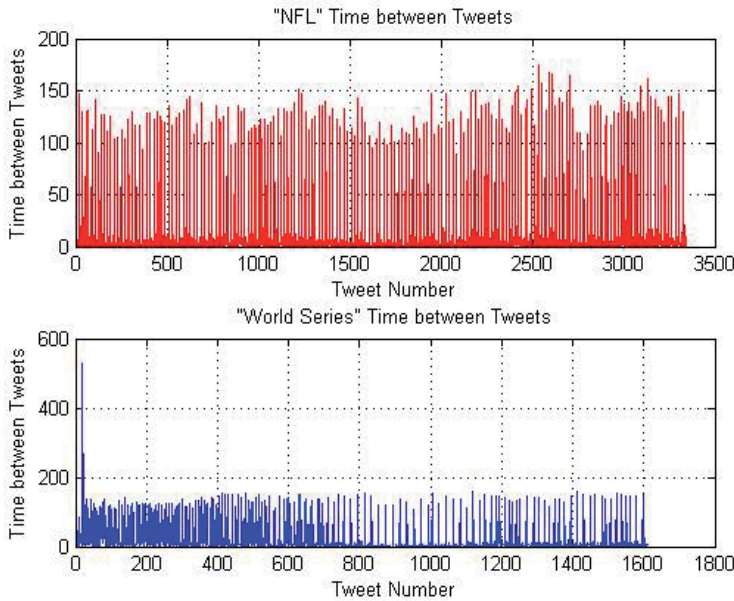 "NFL" Time between Tweets
200
150
100
50
0
Time between Tweets
0 500 1000 1500 2000 2500 3000 3500
Tweet Number
"World Series" Time between Tweets
600
400
200
0
Time between Tweets
0 200 400 600 800 1000 1200 1400 1600 1800
Tweet Number